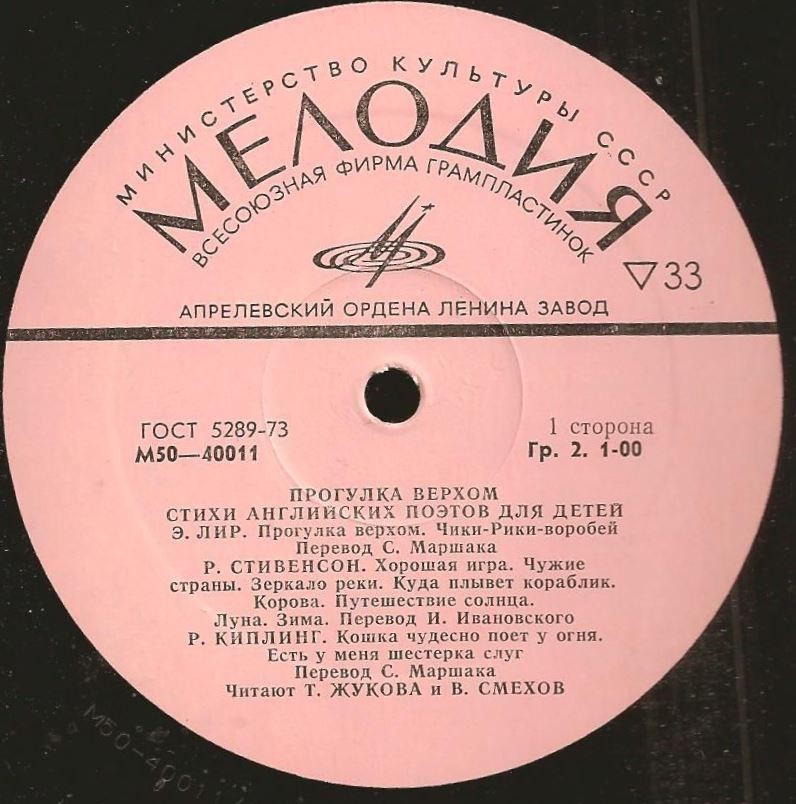 МИНИСТЕРСТВО КУЛЬТУРЫ СССР
МЕЛОДИЯ
ВСЕСОЮЗНАЯ ФИРМА ГРАМПЛАСТИНОК
▽33
АПРЕЛЕВСКИЙ ОРДЕНА ЛЕНИНА ЗАВОД
ГОСТ 5289-73
1 сторона
М50—40011
Гр. 2. 1-00
ПРОГУЛКА ВЕРХОМ
СТИХИ АНГЛИЙСКИХ ПОЭТОВ ДЛЯ ДЕТЕЙ
Э. ЛИР. Прогулка верхом. Чики-Рики-воробей
Перевод С. Маршака
Р. СТИВЕНСОН. Хорошая игра. Чужие
страны. Зеркало реки. Куда плывет кораблик.
Корова. Путешествие солнца.
Луна. Зима. Перевод И. Ивановского
Р. КИПЛИНГ. Кошка чудесно поет у огня.
Есть у меня шестерка слуг
Перевод С. Маршака
Читают Т. ЖУКОВА и В. СМЕХОВ
М50-40011